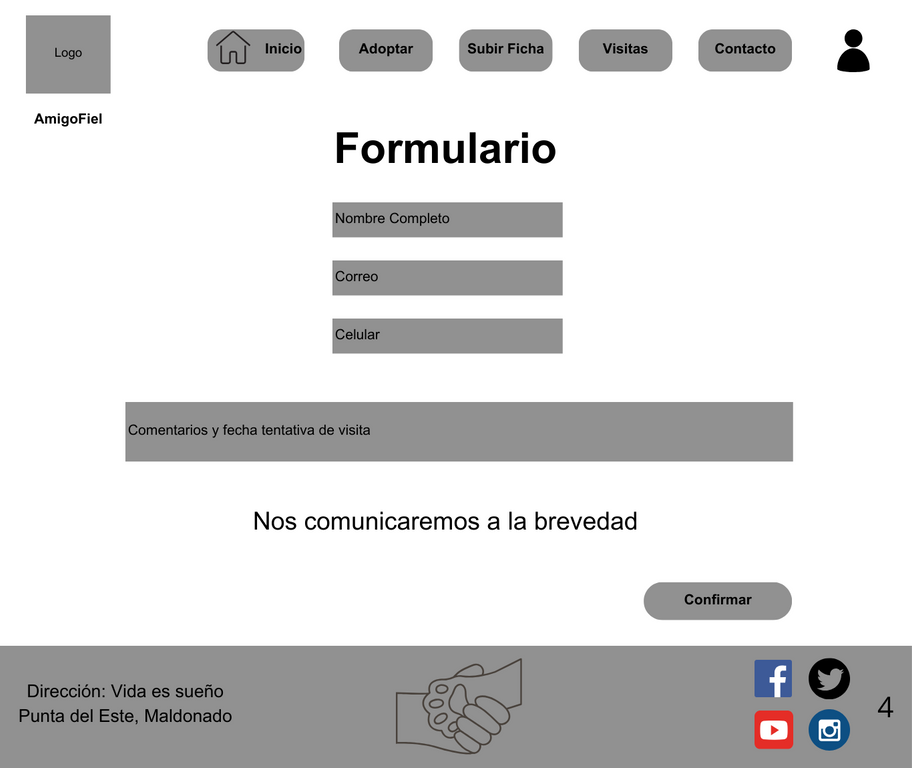 Logo
Inicio
Adoptar
Subir Ficha
Visitas
Contacto
AmigoFiel
Formulario
Nombre Completo
Correo
Celular
Comentarios y fecha tentativa de visita
Nos comunicaremos a la brevedad
Confirmar
Dirección: Vida es sueño
Punta del Este, Maldonado
4